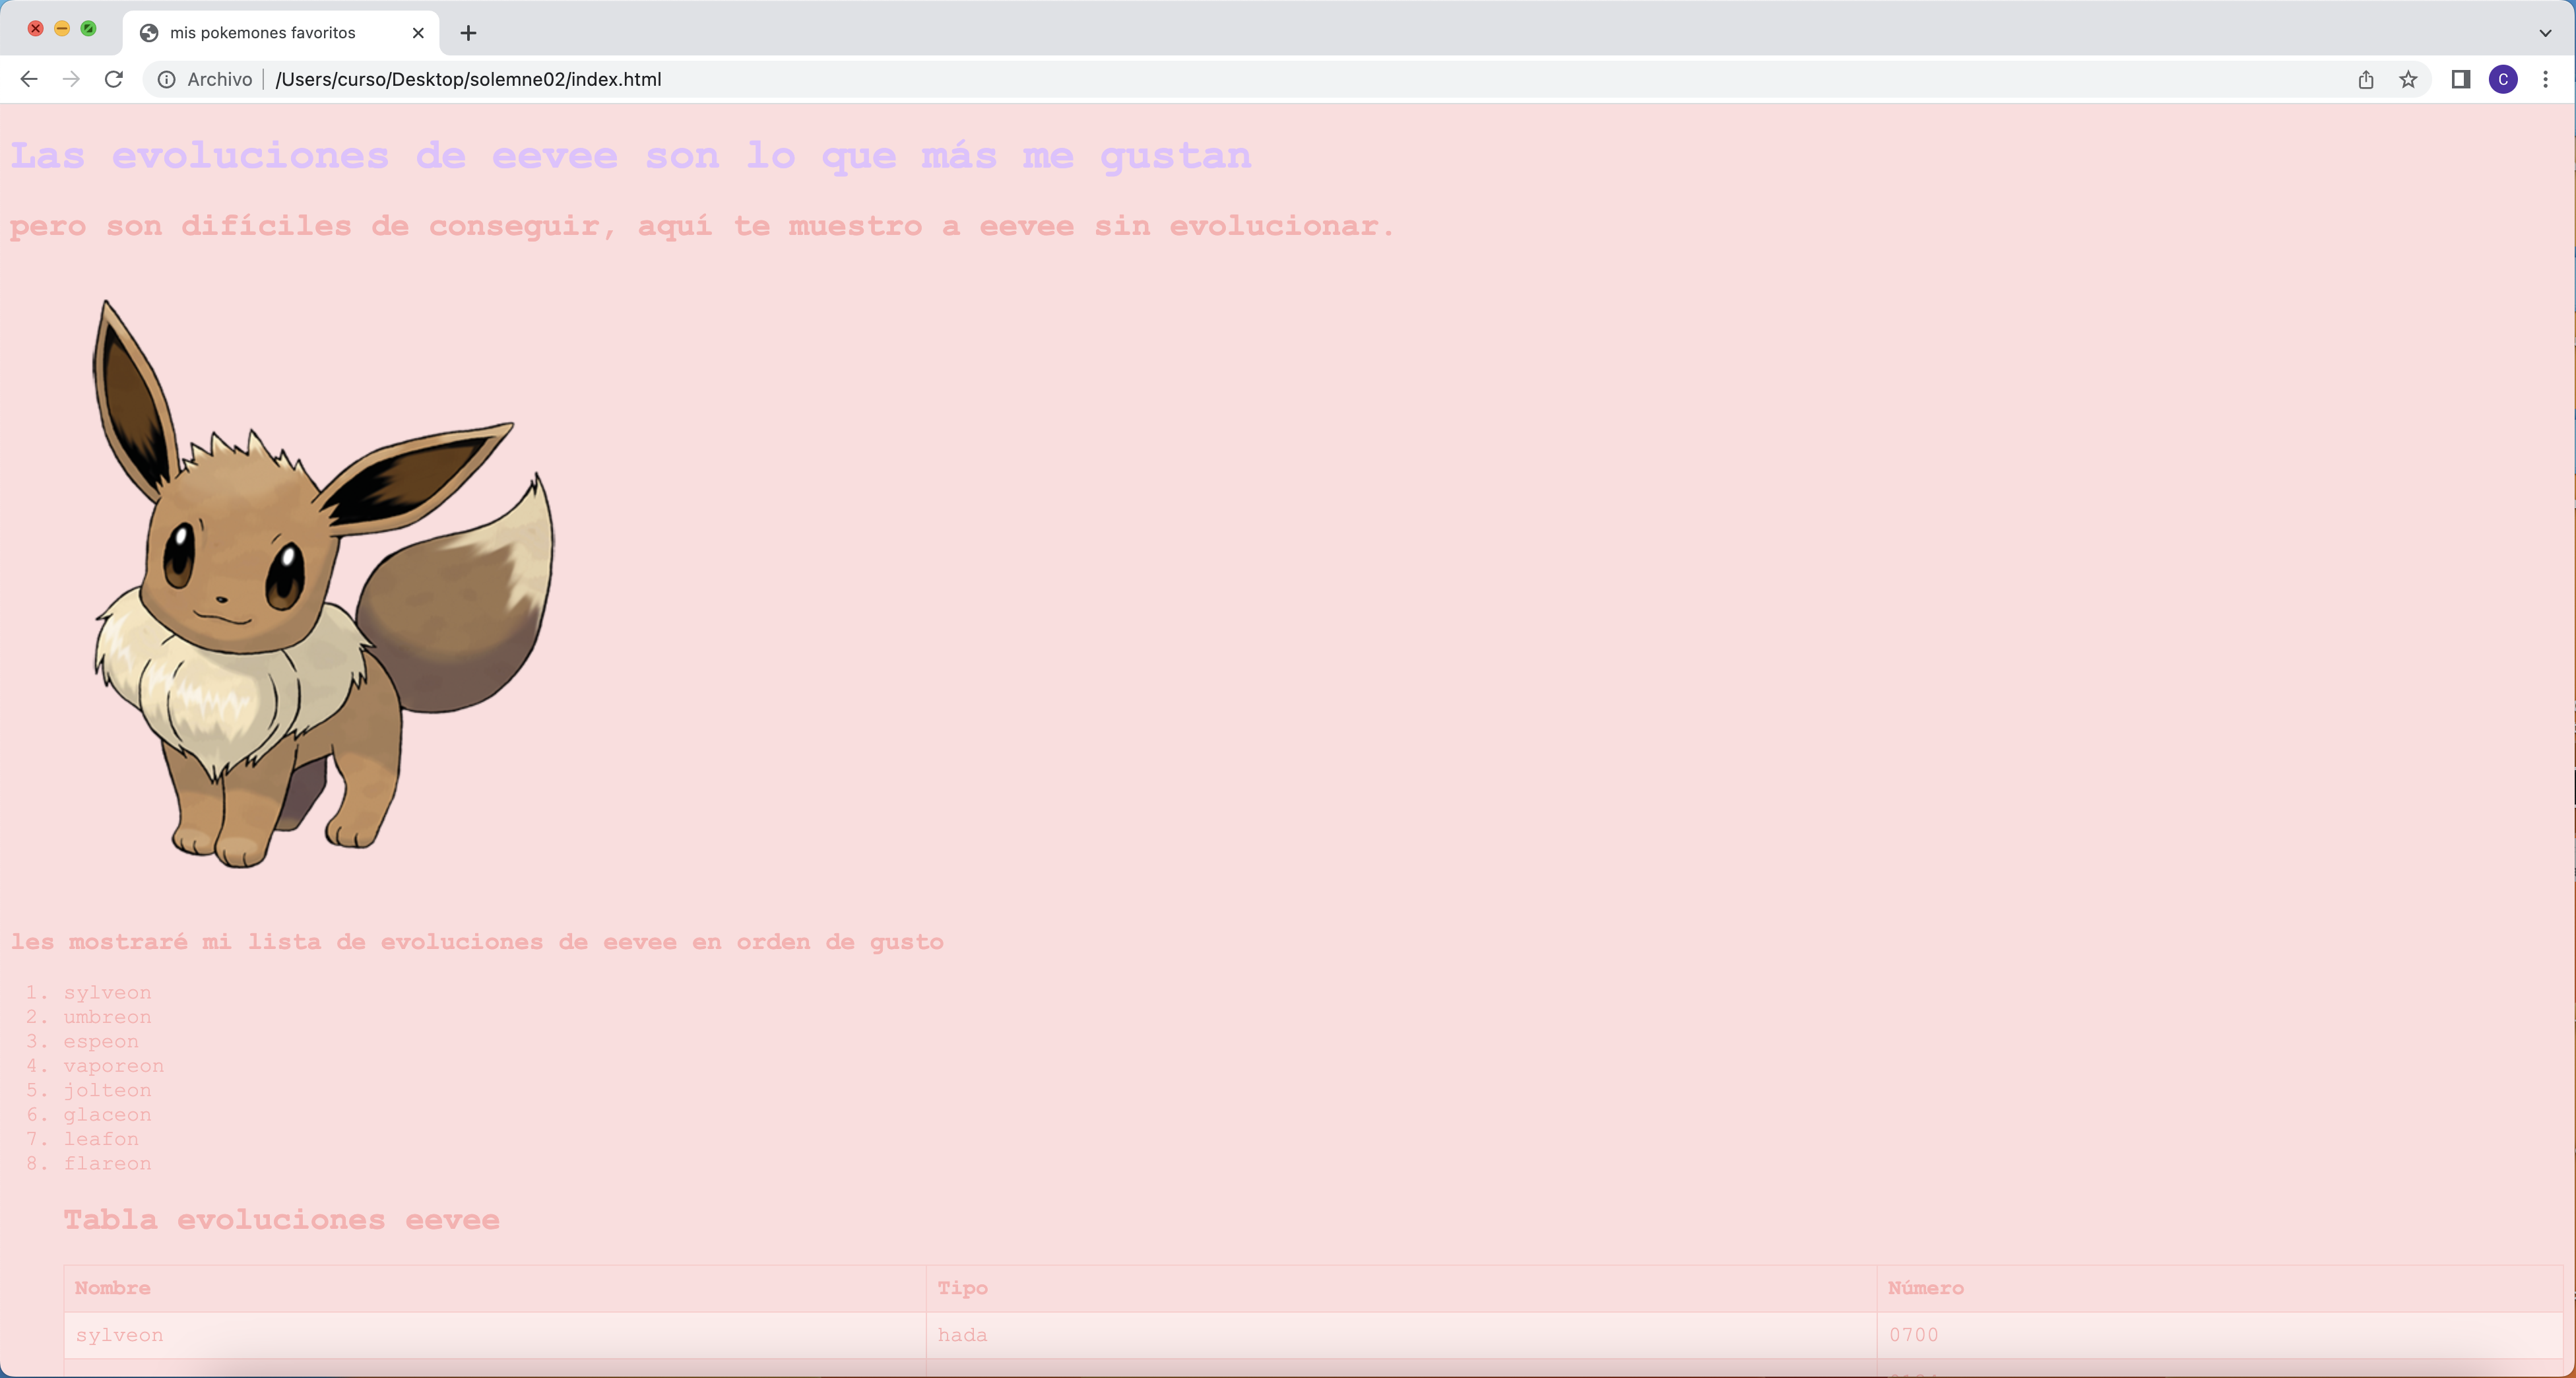 mis pokemones favoritos
Archivo /Users/curso/Desktop/solemne02/index.html
C
Las evoluciones de eevee son lo que más me gustan
pero son difíciles de conseguir, aquí te muestro a eevee sin evolucionar.
les mostraré mi lista de evoluciones de eevee en orden de gusto
1. sylveon
2. umbreon
3. espeon
4. vaporeon
5. jolteon
6. glaceon
7. leafon
8. flareon
Tabla evoluciones eevee
Nombre Tipo Número
sylveon hada 0700